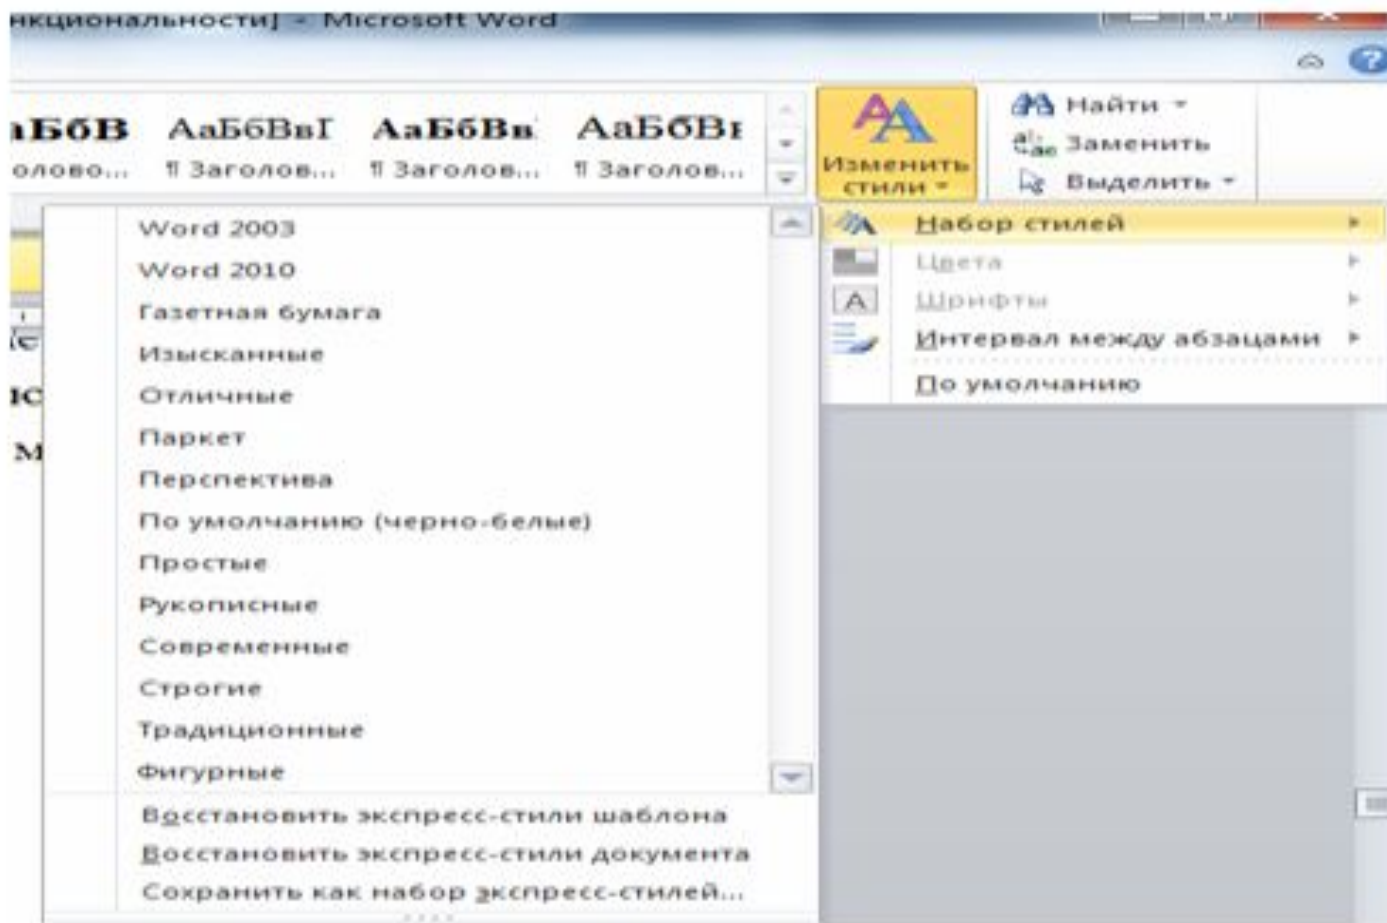 нкциональности] - Microsoft Word
аБбВ АаБбВвГ АаБбВв АаБбВı
олово... ¶ Заголов... ¶ Заголов... ¶ Заголов...
Изменить
стили
Найти
Заменить
Выделить
Набор стилей
Цвета
Шрифты
Интервал между абзацами
По умолчанию
Word 2003
Word 2010
Газетная бумага
Изысканные
Отличные
Паркет
Перспектива
По умолчанию (черно-белые)
Простые
Рукописные
Современные
Строгие
Традиционные
Фигурные
Восстановить экспресс-стили шаблона
Восстановить экспресс-стили документа
Сохранить как набор экспресс-стилей...